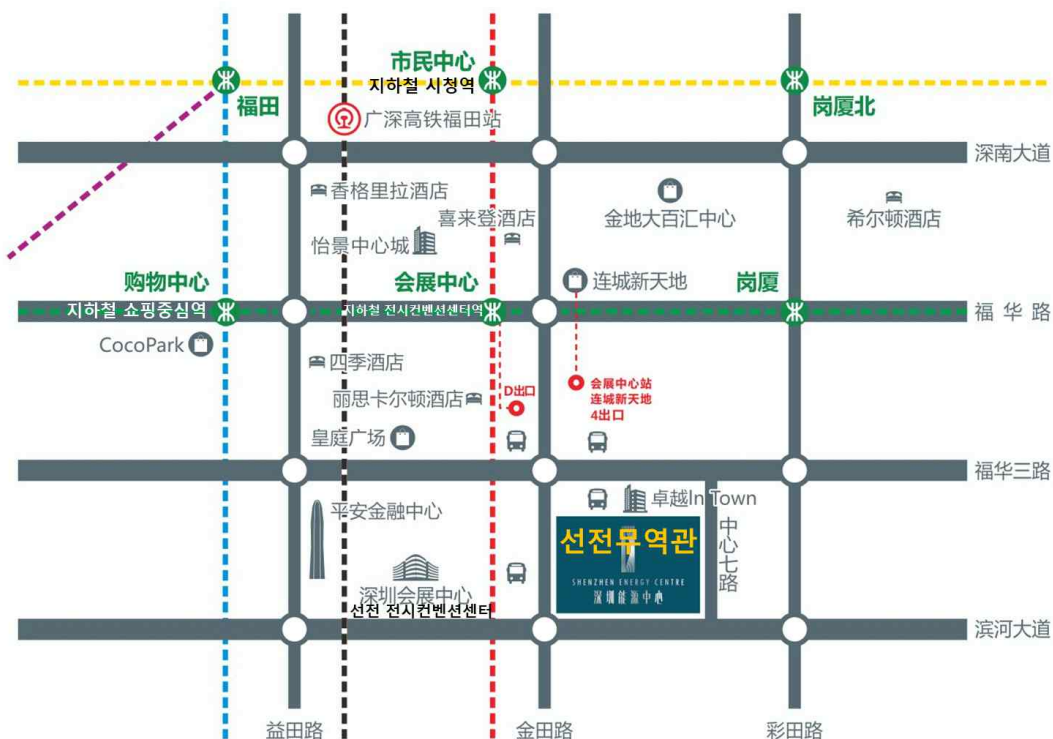 市民中心
지하철 시청역
福田
岗厦北
广深高铁福田站
深南大道
香格里拉酒店
喜来登酒店
金地大百汇中心
希尔顿酒店
怡景中心城
购物中心
会展中心
连城新天地
岗厦
지하철 쇼핑중심역
지하철 전시컨벤션센터역
福华路
CocoPark
四季酒店
D出口
会展中心站
连城新天地
4出口
丽思卡尔顿酒店
皇庭广场
福华三路
卓越In Town
平安金融中心
선전무역관
中心七路
SHENZHEN ENERGY CENTRE
深圳能源中心
深圳会展中心
선전 전시컨벤션센터
滨河大道
益田路
金田路
彩田路